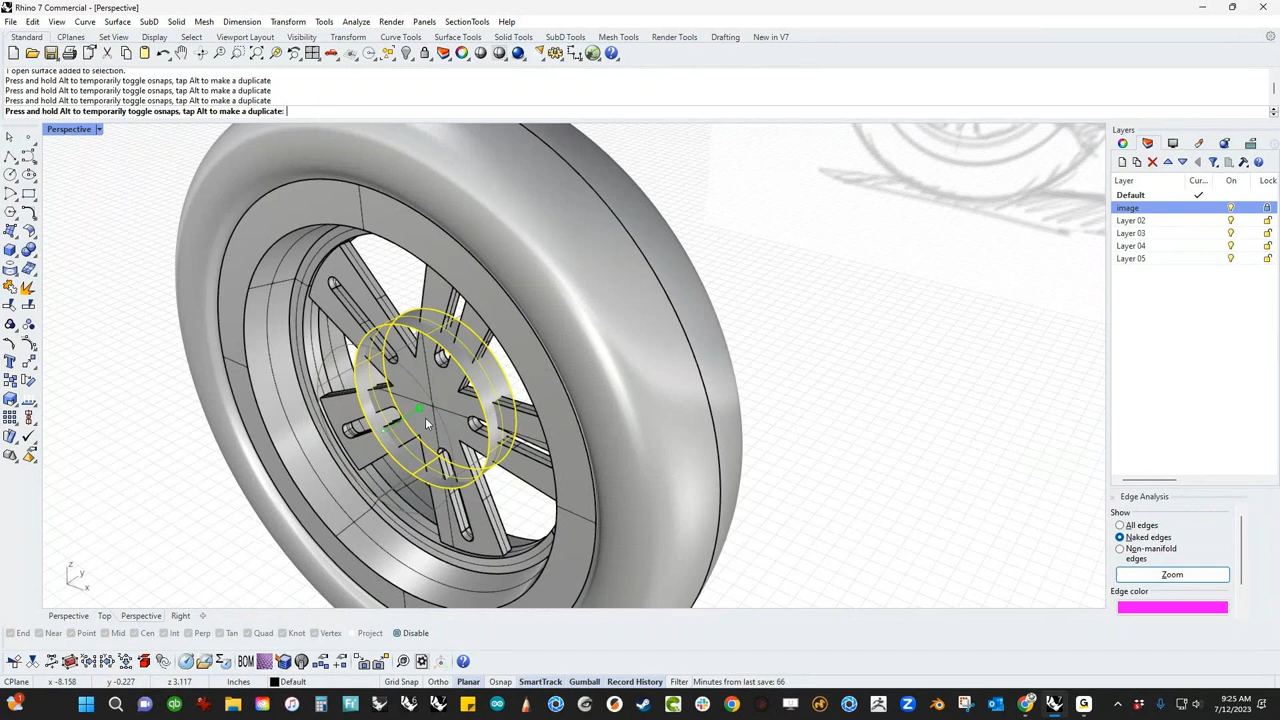 Rhino 7 Commercial - [Perspective]
File Edit View Curve Surface SubD Solid Mesh Dimension Transform Tools Analyze Render Panels SectionTools Help
Standard CPlanes Set View Display Select Viewport Layout Visibility Transform Curve Tools Surface Tools Solid Tools SubD Tools Mesh Tools Render Tools Drafting New in V7
1 open surface added to selection.
Press and hold Alt to temporarily toggle osnaps, tap Alt to make a duplicate
Press and hold Alt to temporarily toggle osnaps, tap Alt to make a duplicate
Press and hold Alt to temporarily toggle osnaps, tap Alt to make a duplicate
Press and hold Alt to temporarily toggle osnaps, tap Alt to make a duplicate:
Perspective
Layers
Layer Cur... On Lock
Default
image
Layer 02
Layer 03
Layer 04
Layer 05
Edge Analysis
Show
All edges
Naked edges
Non-manifold edges
Zoom
Edge color
z y x
Perspective Top Perspective Right
End Near Point Mid Cen Int Perp Tan Quad Knot Vertex Project Disable
BOM
CPlane x -8.158 y -0.227 z 3.117 Inches Default Grid Snap Ortho Planar Osnap SmartTrack Gumball Record History Filter Minutes from last save: 66
9:25 AM
7/12/2023